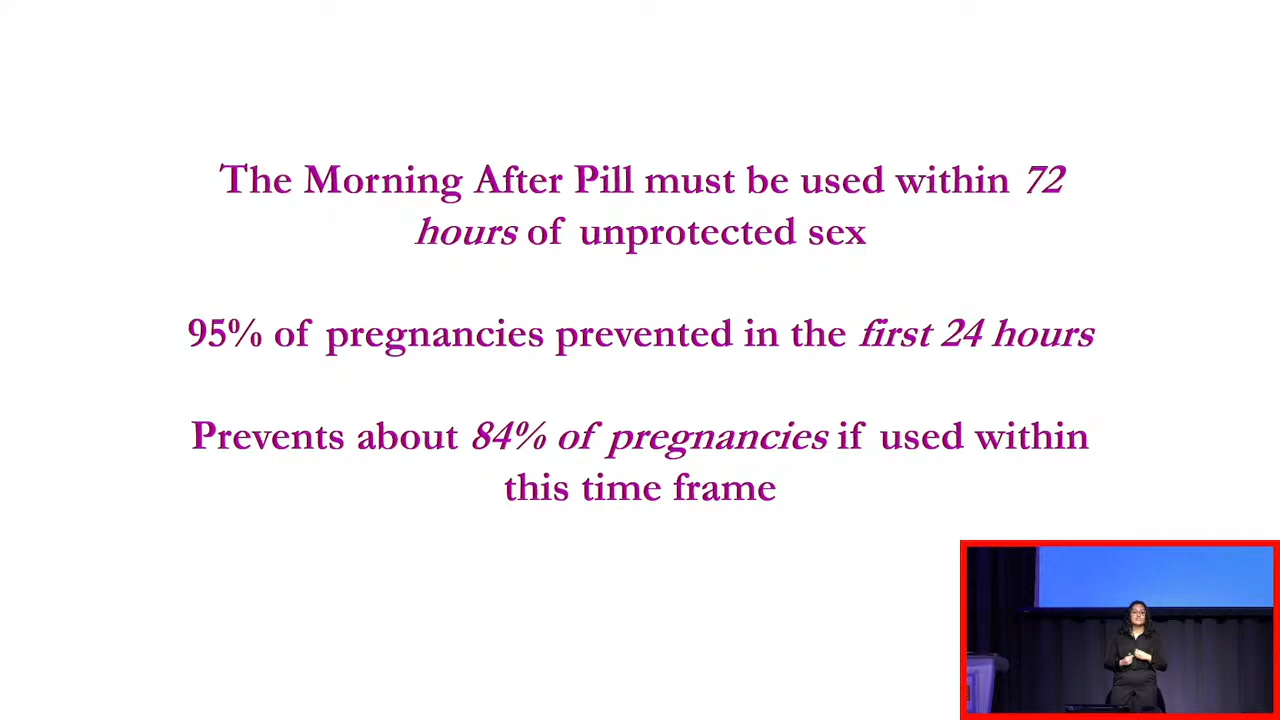 The Morning After Pill must be used within 72
hours of unprotected sex
95% of pregnancies prevented in the first 24 hours
Prevents about 84% of pregnancies if used within
this time frame